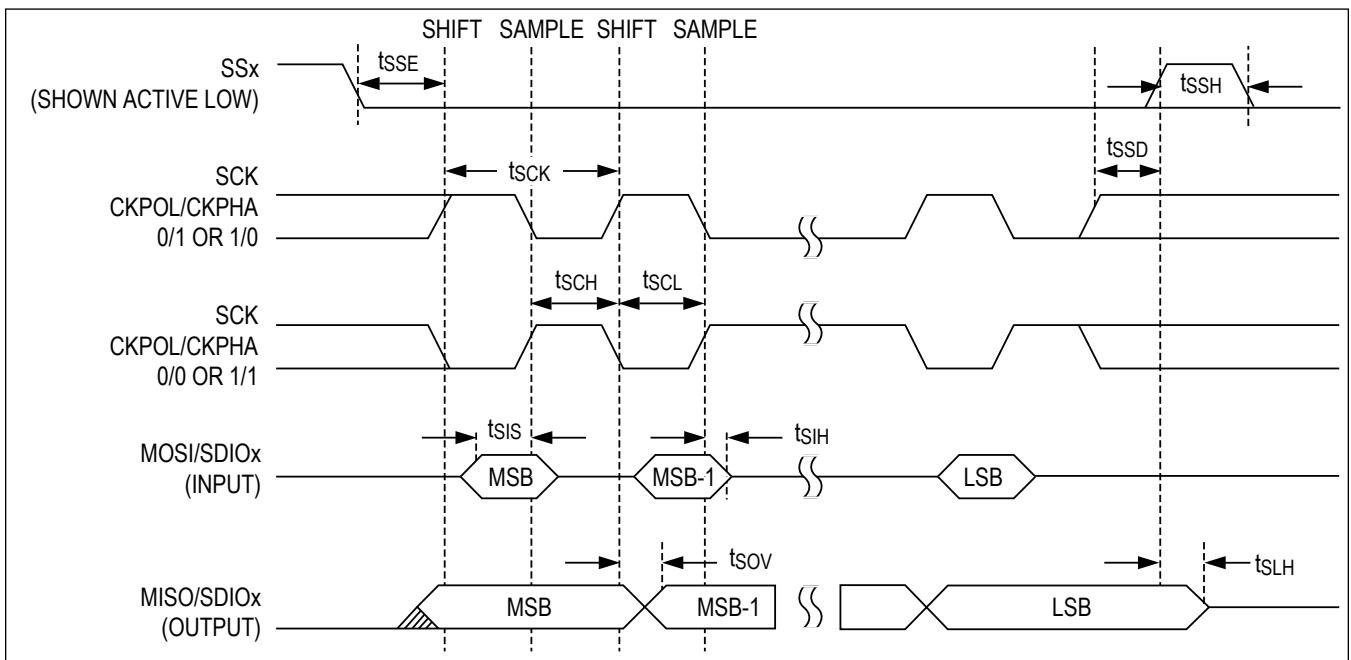 SHIFT SAMPLE SHIFT SAMPLE
SSx
(SHOWN ACTIVE LOW)
tSSE
tSSH
tSSD
SCK
CKPOL/CKPHA
0/1 OR 1/0
tSCK
tSCH
tSCL
SCK
CKPOL/CKPHA
0/0 OR 1/1
MOSI/SDIOx
(INPUT)
tSIS
tSIH
MSB
MSB-1
LSB
MISO/SDIOx
(OUTPUT)
tSOV
tSLH
MSB
MSB-1
LSB